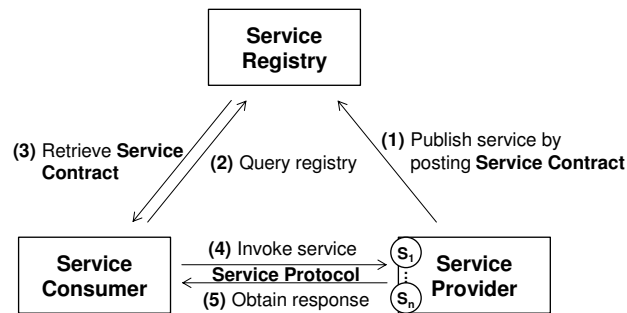 Service
Registry
(3) Retrieve Service
Contract
(2) Query registry
(1) Publish service by
posting Service Contract
Service
Consumer
(4) Invoke service
Service Protocol
(5) Obtain response
S1
⋮
Sn
Service
Provider